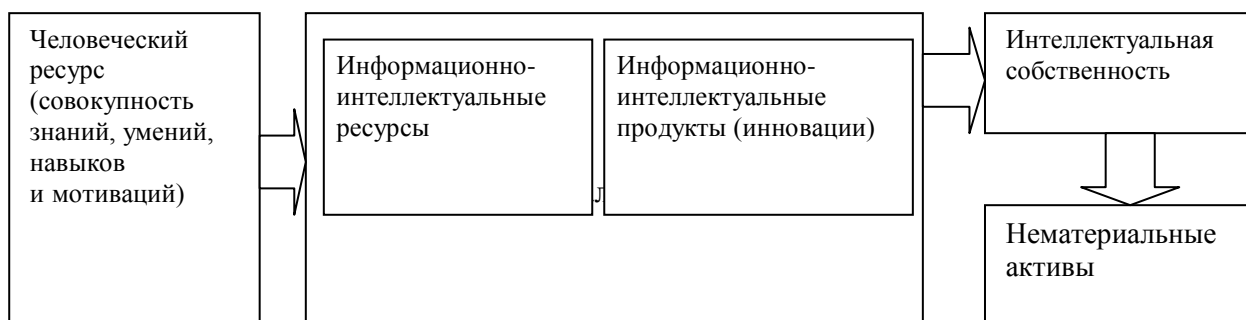 Человеческий
ресурс
(совокупность
знаний, умений,
навыков
и мотиваций)
Информационно-
интеллектуальные
ресурсы
Информационно-
интеллектуальные
продукты (инновации)
Интеллектуальная
собственность
Нематериальные
активы